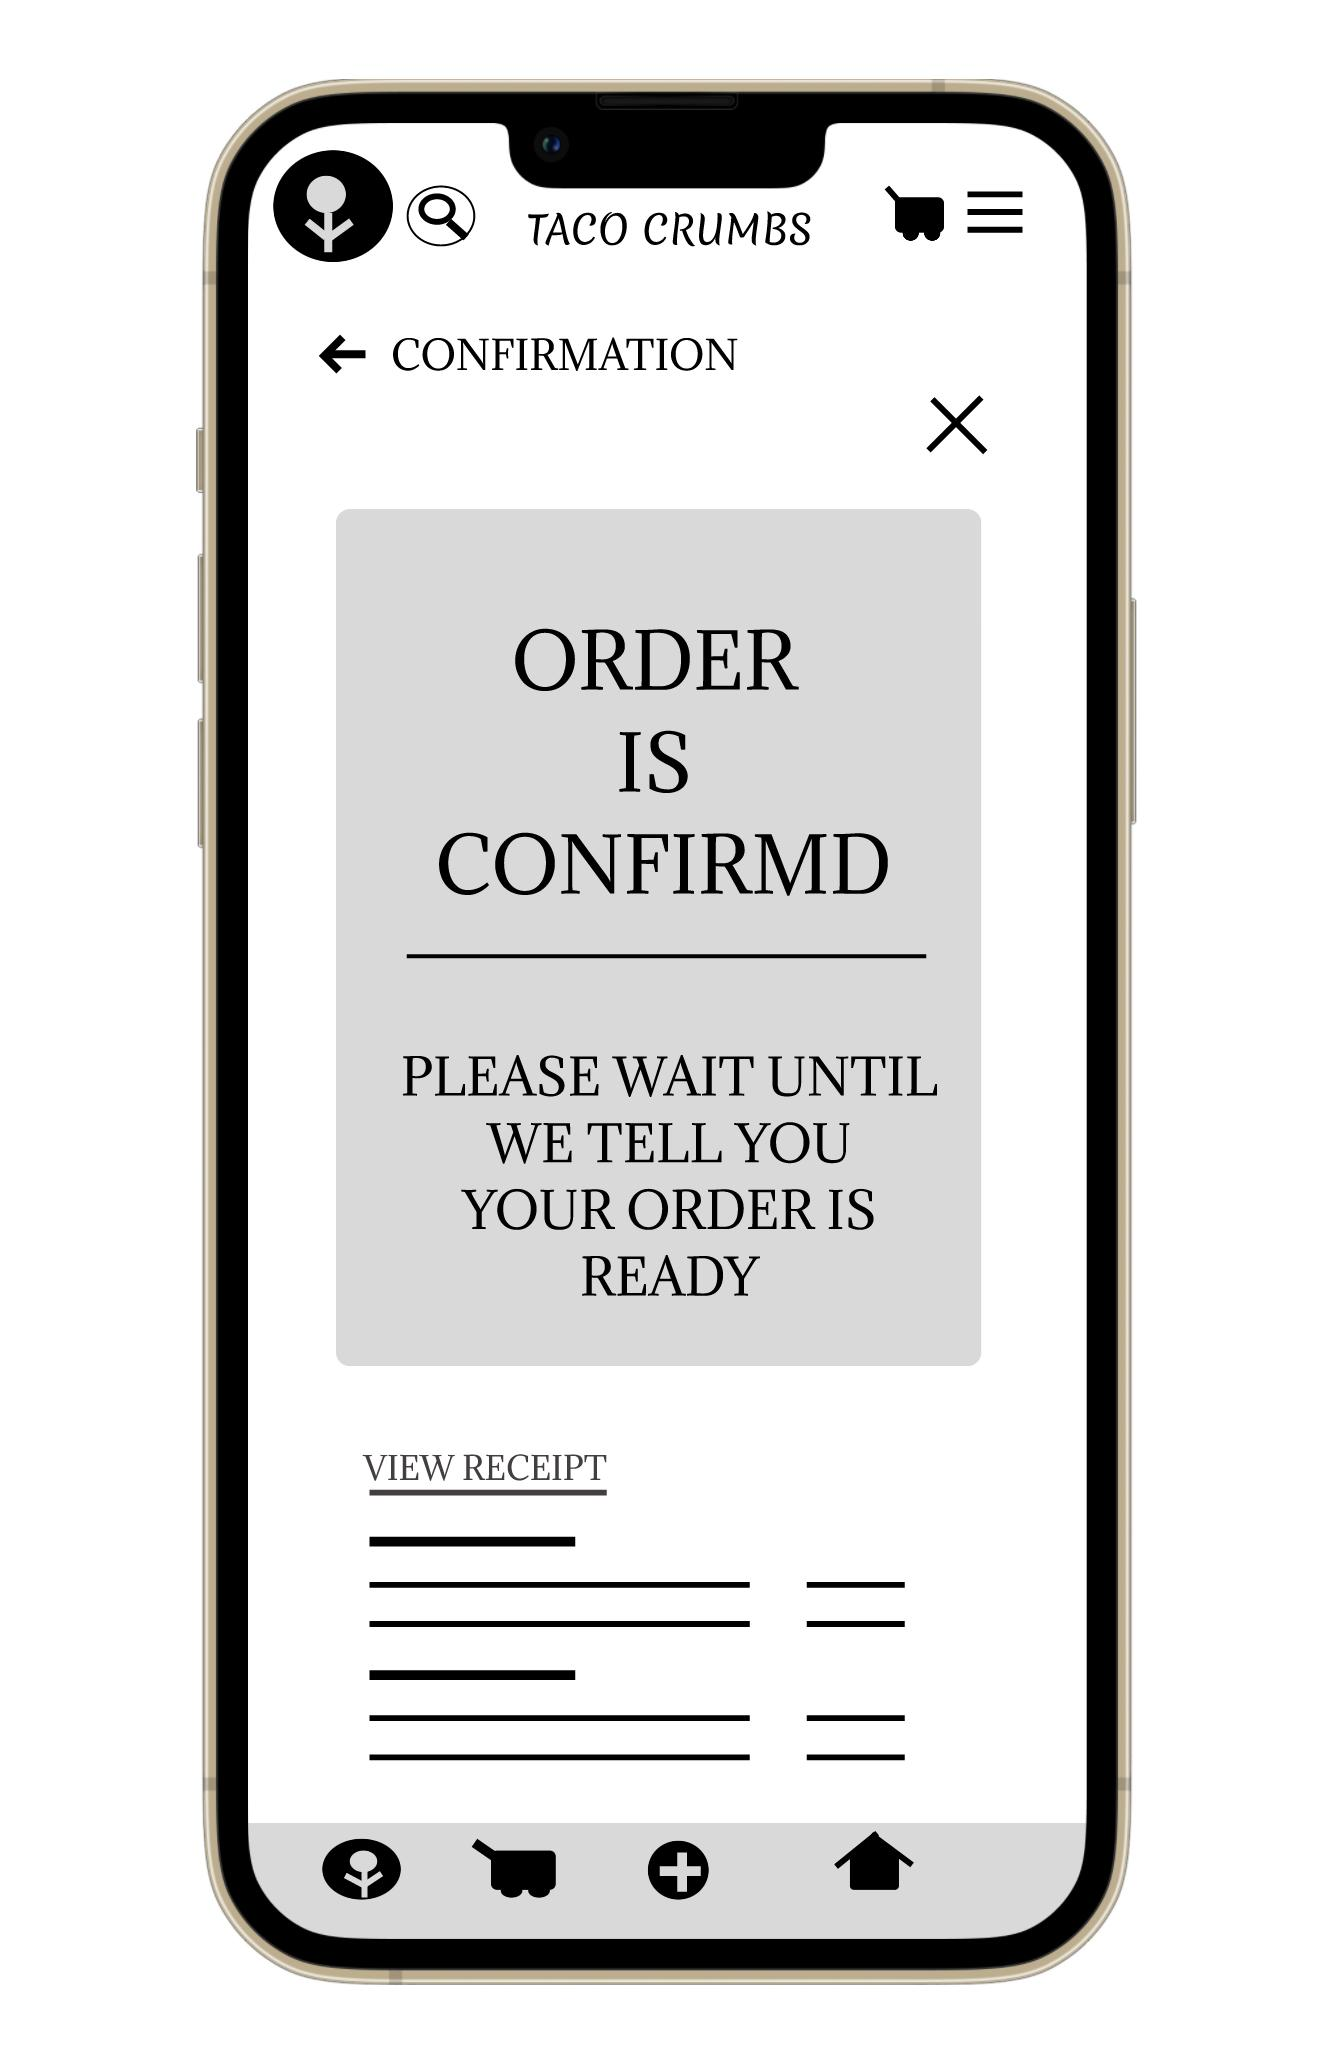 TACO CRUMBS
CONFIRMATION
ORDER
IS
CONFIRMD
PLEASE WAIT UNTIL
WE TELL YOU
YOUR ORDER IS
READY
VIEW RECEIPT